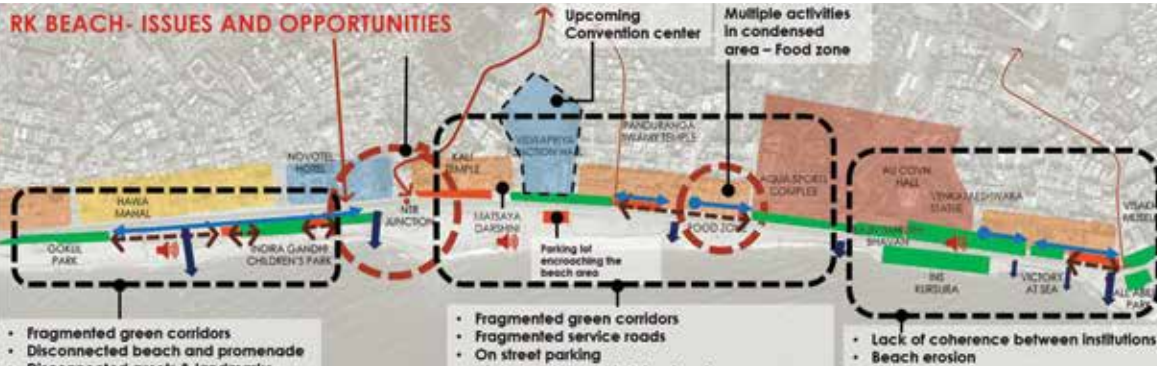 RK BEACH- ISSUES AND OPPORTUNITIES
Upcoming
Convention center
Multiple activities
in condensed
area – Food zone
NOVOTEL
HOTEL
HAWA
MAHAL
GOKUL
PARK
INDIRA GANDHI
CHILDREN'S PARK
NTR
JUNCTION
KALI
TEMPLE
MATSAYA
DARSHINI
PANDURANGA
SWAMY TEMPLE
Parking lot
encroaching the
beach area
FOOD ZONE
AQUA SPORTS
COMPLEX
AU COVN
HALL
VENKATAESHWARA
STATUE
BHAVAN
INS
KURSURA
VICTORY
AT SEA
PARK
• Fragmented green corridors
• Disconnected beach and promenade
• Fragmented green corridors
• Fragmented service roads
• On street parking
• Lack of coherence between institutions
• Beach erosion